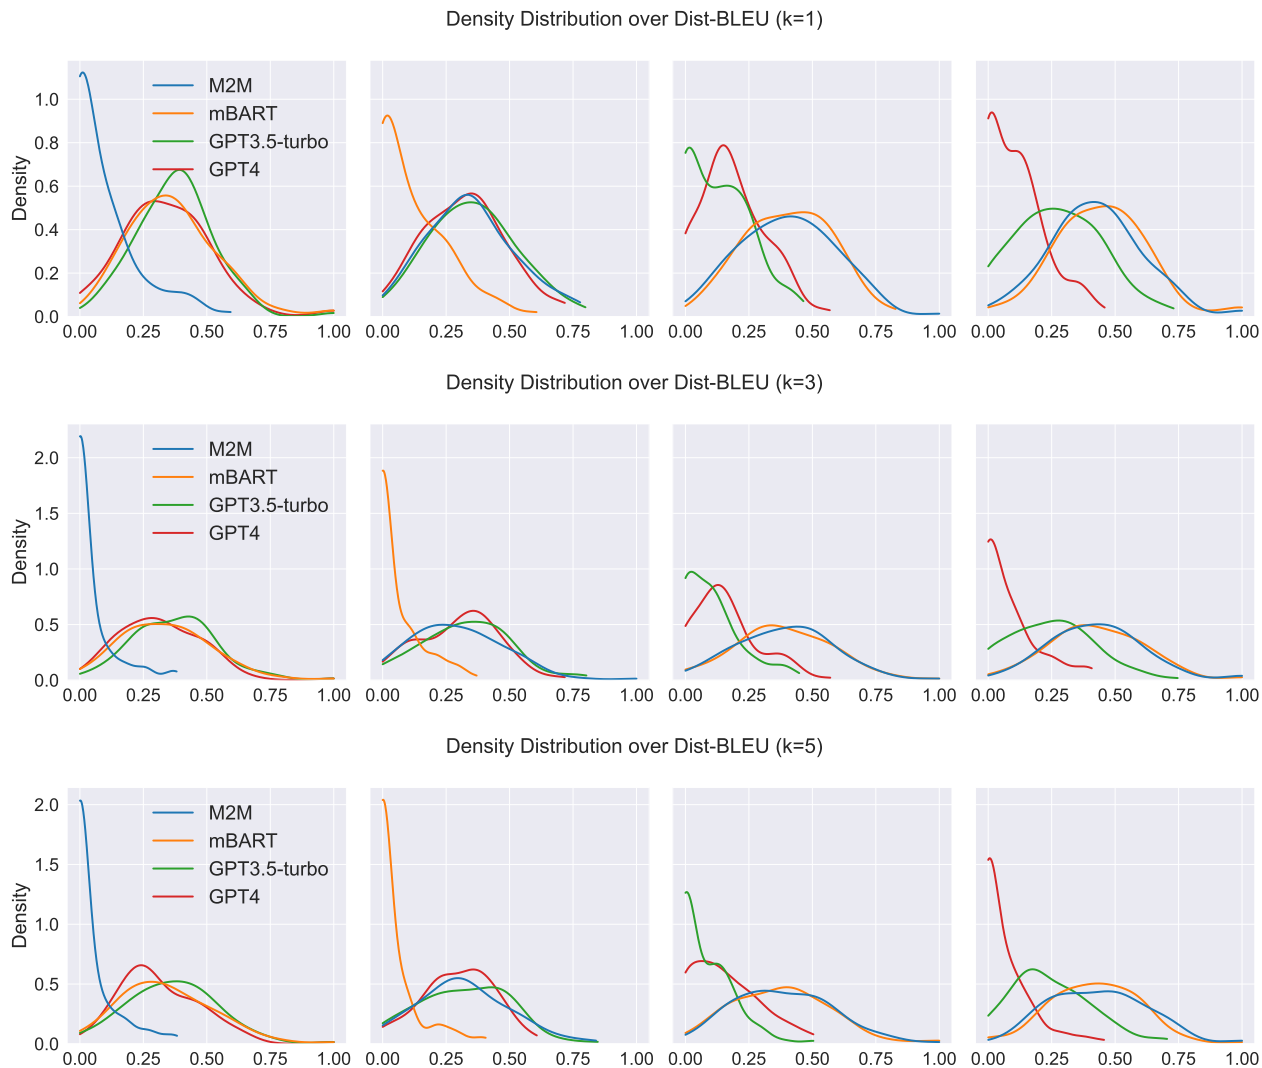 Density Distribution over Dist-BLEU (k=1)
Density
1.0
0.8
0.6
0.4
0.2
0.0
M2M
mBART
GPT3.5-turbo
GPT4
0.00 0.25 0.50 0.75 1.00
0.00 0.25 0.50 0.75 1.00
0.00 0.25 0.50 0.75 1.00
0.00 0.25 0.50 0.75 1.00
Density Distribution over Dist-BLEU (k=3)
Density
2.0
1.5
1.0
0.5
0.0
M2M
mBART
GPT3.5-turbo
GPT4
0.00 0.25 0.50 0.75 1.00
0.00 0.25 0.50 0.75 1.00
0.00 0.25 0.50 0.75 1.00
0.00 0.25 0.50 0.75 1.00
Density Distribution over Dist-BLEU (k=5)
Density
2.0
1.5
1.0
0.5
0.0
M2M
mBART
GPT3.5-turbo
GPT4
0.00 0.25 0.50 0.75 1.00
0.00 0.25 0.50 0.75 1.00
0.00 0.25 0.50 0.75 1.00
0.00 0.25 0.50 0.75 1.00